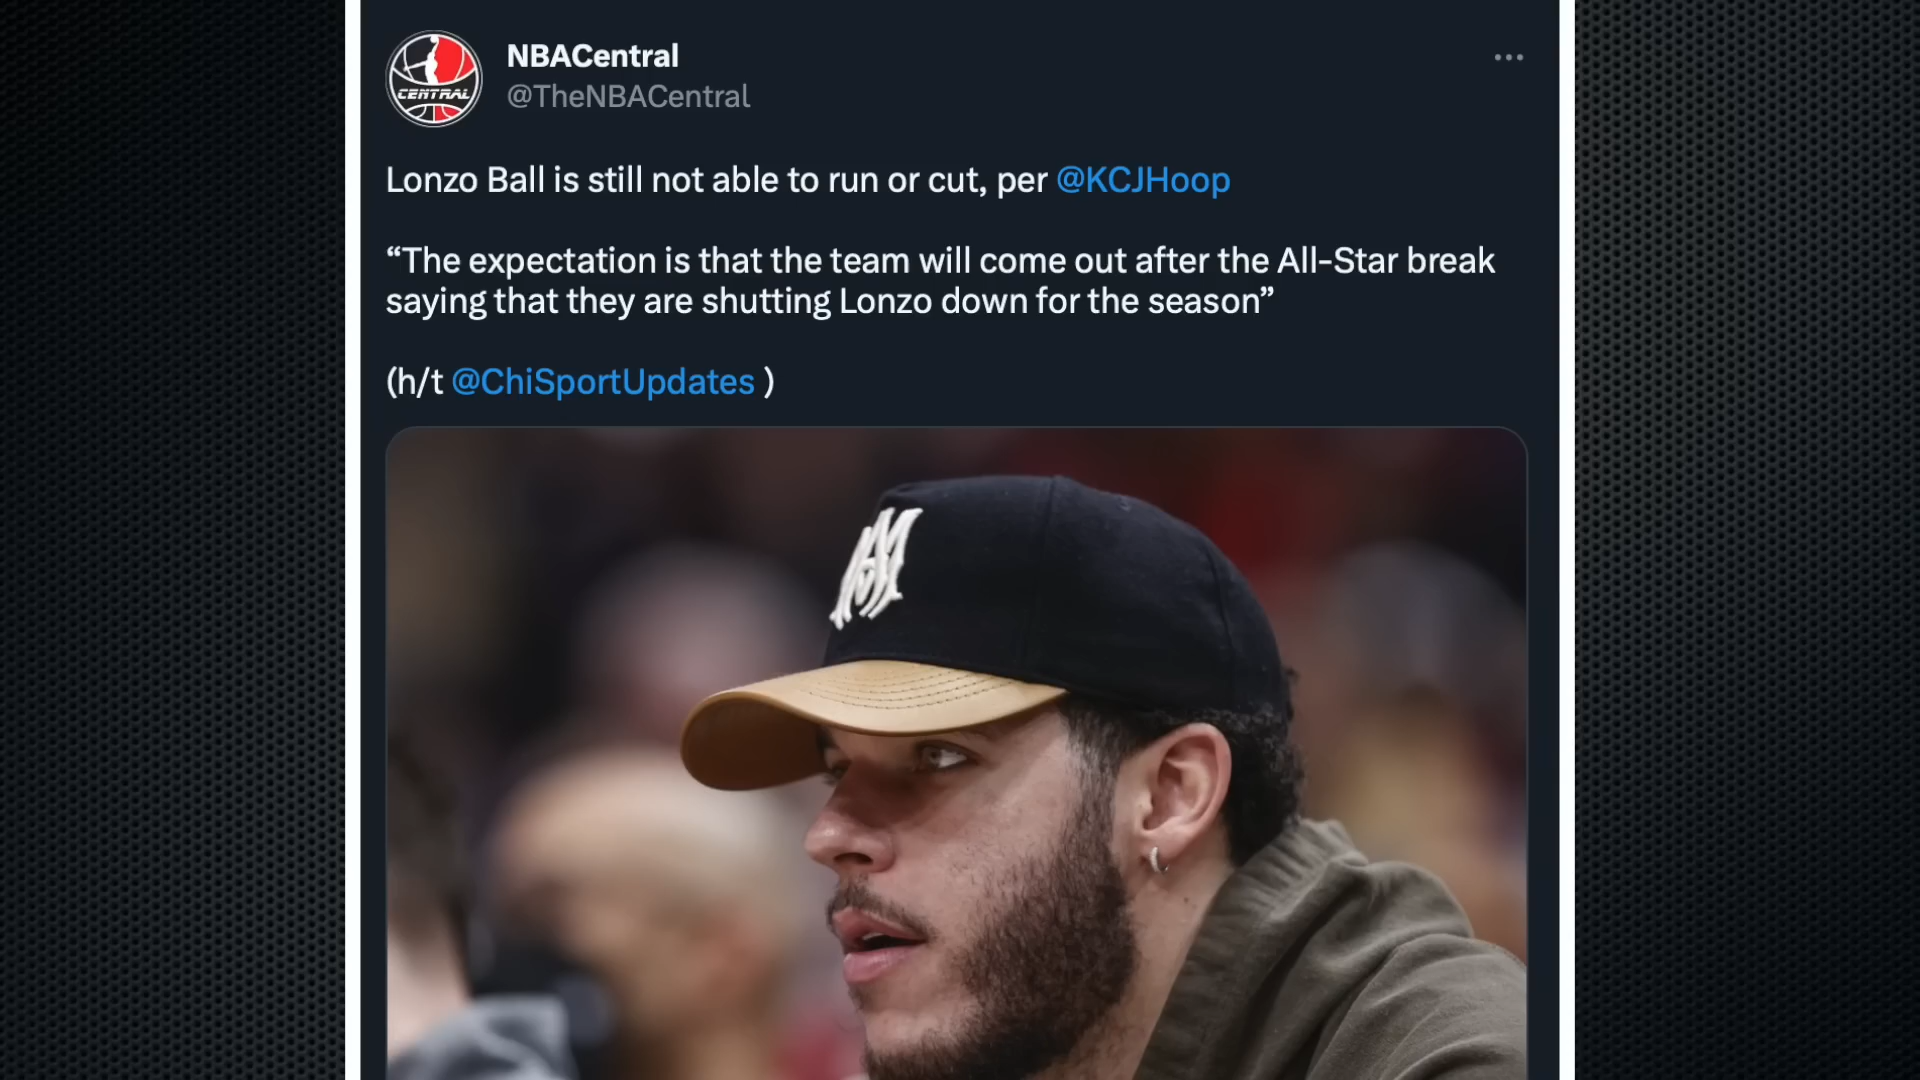 NBACentral
@TheNBACentral
CENTRAL
Lonzo Ball is still not able to run or cut, per @KCJHoop
“The expectation is that the team will come out after the All-Star break
saying that they are shutting Lonzo down for the season”
(h/t @ChiSportUpdates )